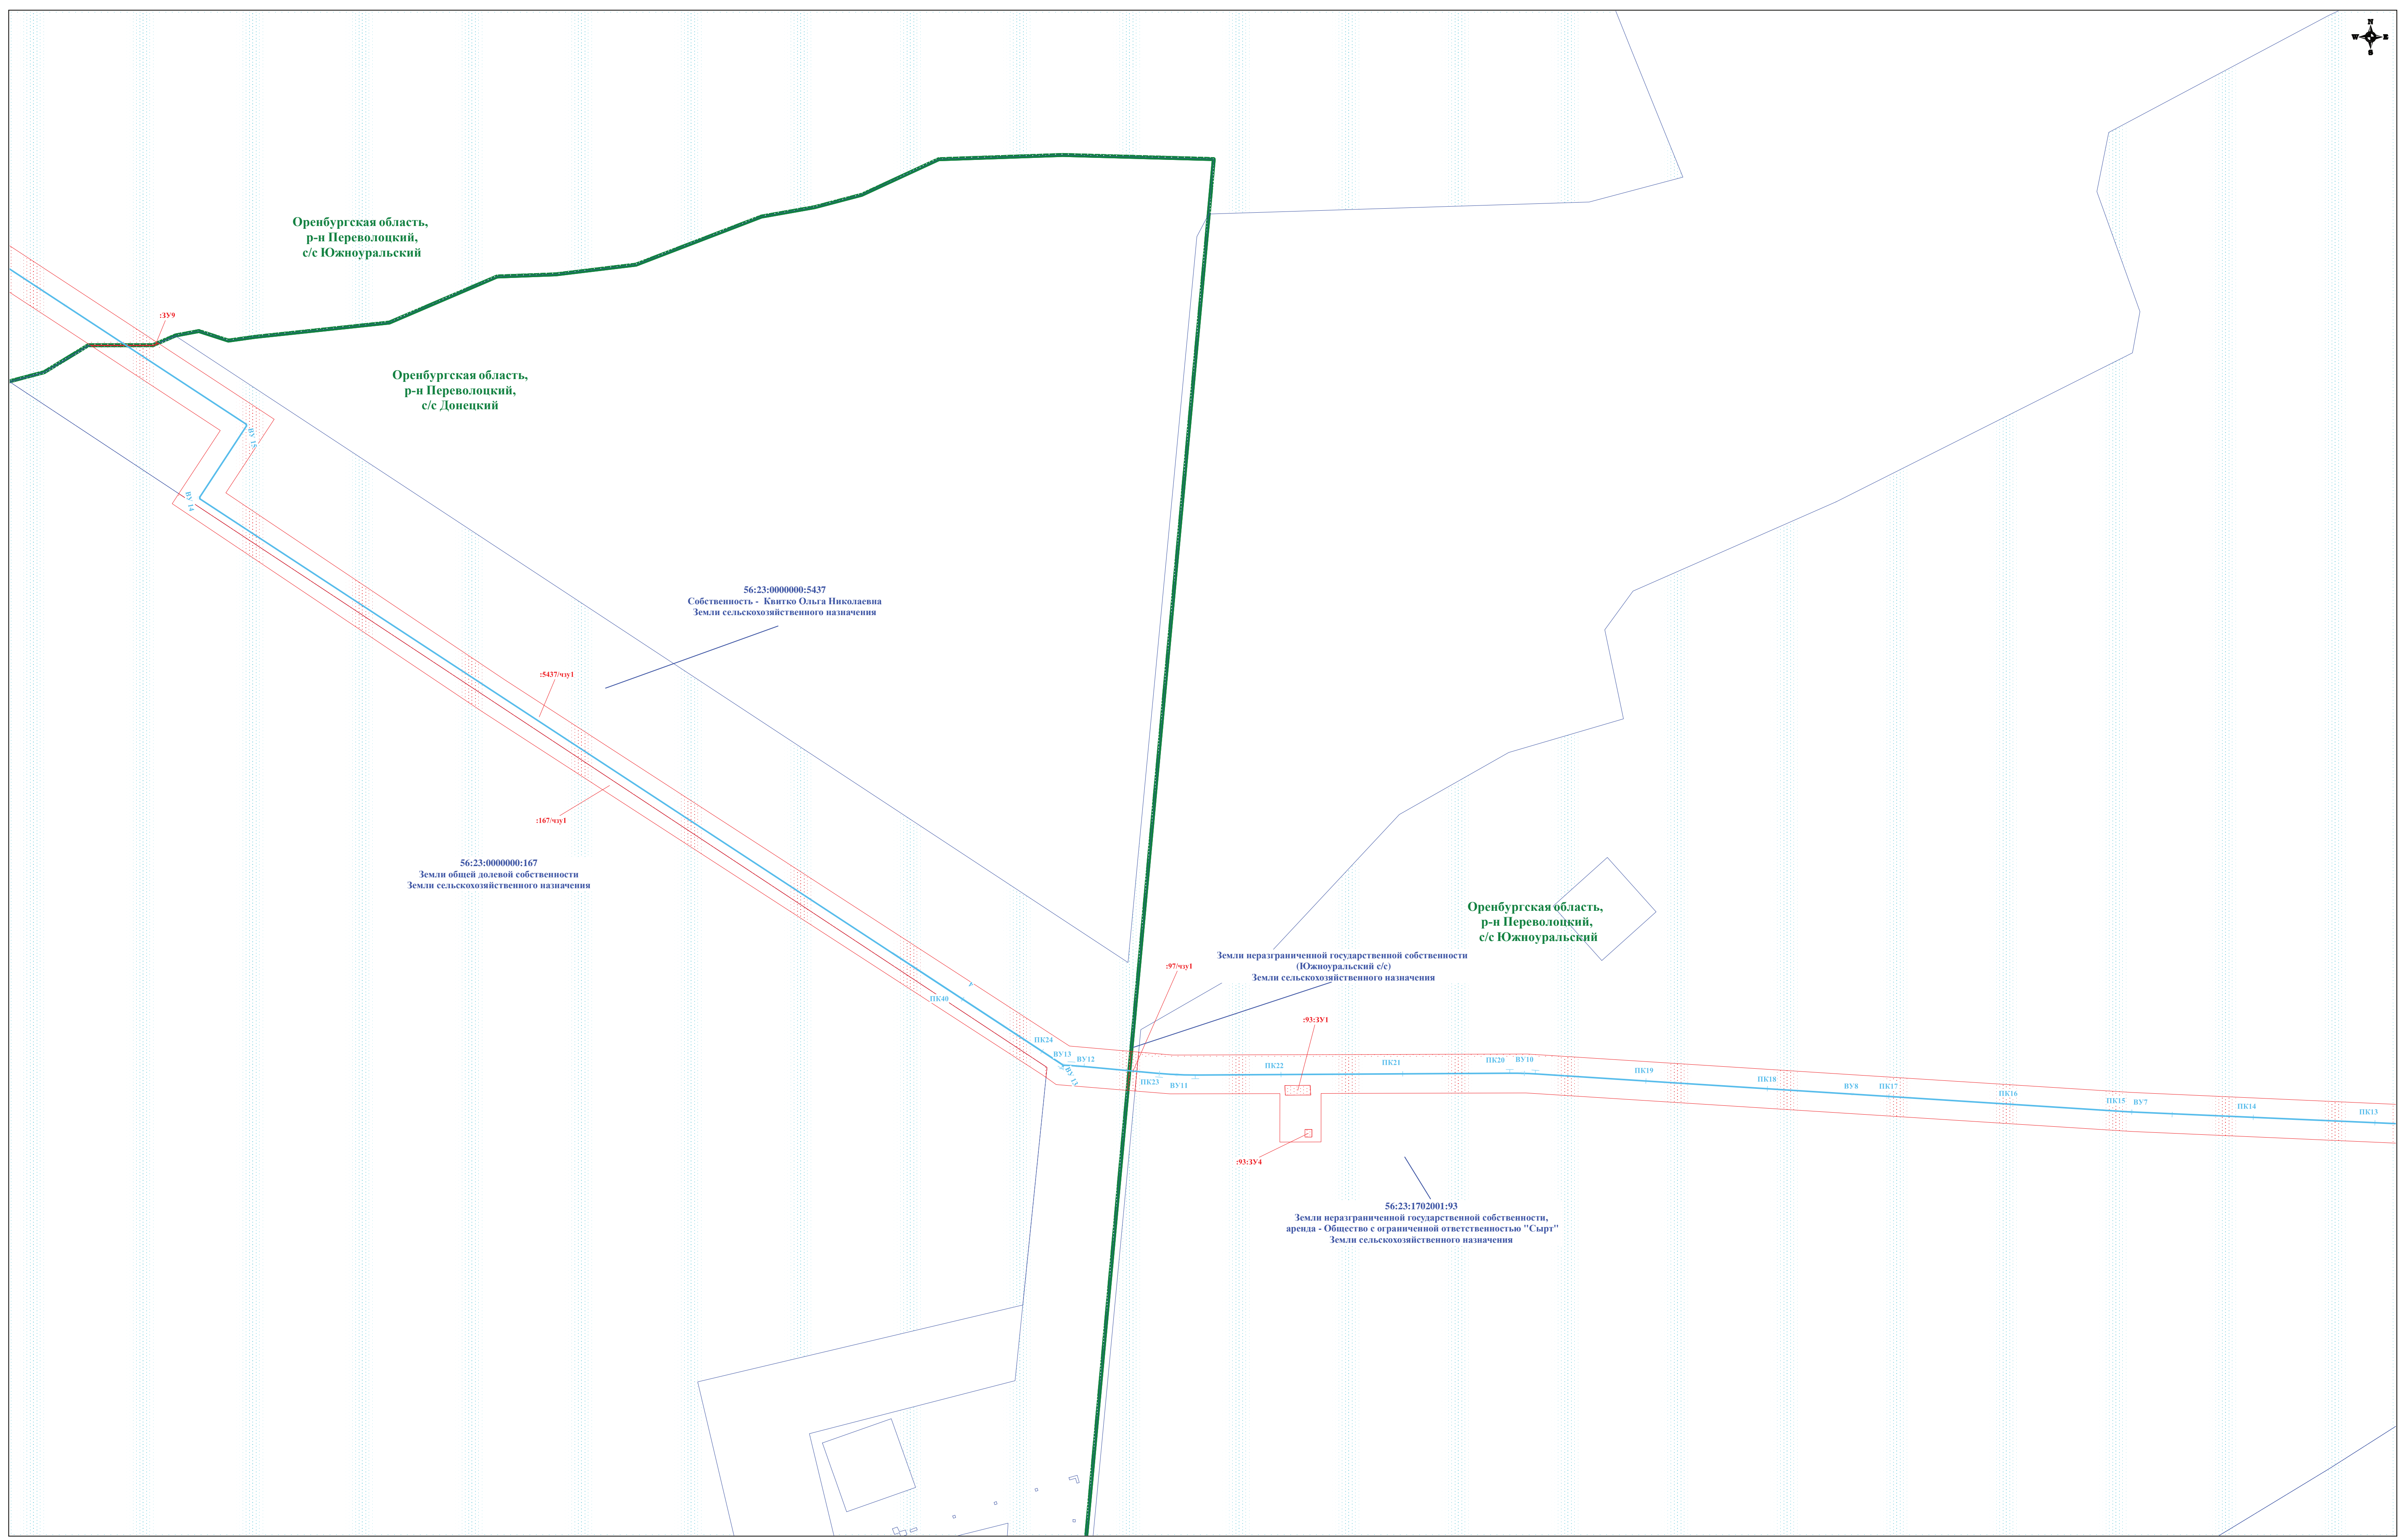 N
W E
S
Оренбургская область,
р-н Переволоцкий,
с/с Южноуральский
:ЗУ9
Оренбургская область,
р-н Переволоцкий,
с/с Донецкий
ВУ 15
ВУ 14
56:23:0000000:5437
Собственность - Квитко Ольга Николаевна
Земли сельскохозяйственного назначения
:5437/чзу1
:167/чзу1
56:23:0000000:167
Земли общей долевой собственности
Земли сельскохозяйственного назначения
Оренбургская область,
р-н Переволоцкий,
с/с Южноуральский
Земли неразграниченной государственной собственности
(Южноуральский с/с)
Земли сельскохозяйственного назначения
:97/чзу1
ПК40
:93:ЗУ1
ПК24
ВУ13
ВУ12
ВУ 13
ПК23
ВУ11
ПК22
ПК21
ПК20
ВУ10
ПК19
ПК18
ВУ8
ПК17
ПК16
ПК15
ВУ7
ПК14
ПК13
:93:ЗУ4
56:23:1702001:93
Земли неразграниченной государственной собственности,
аренда - Общество с ограниченной ответственностью "Сырт"
Земли сельскохозяйственного назначения